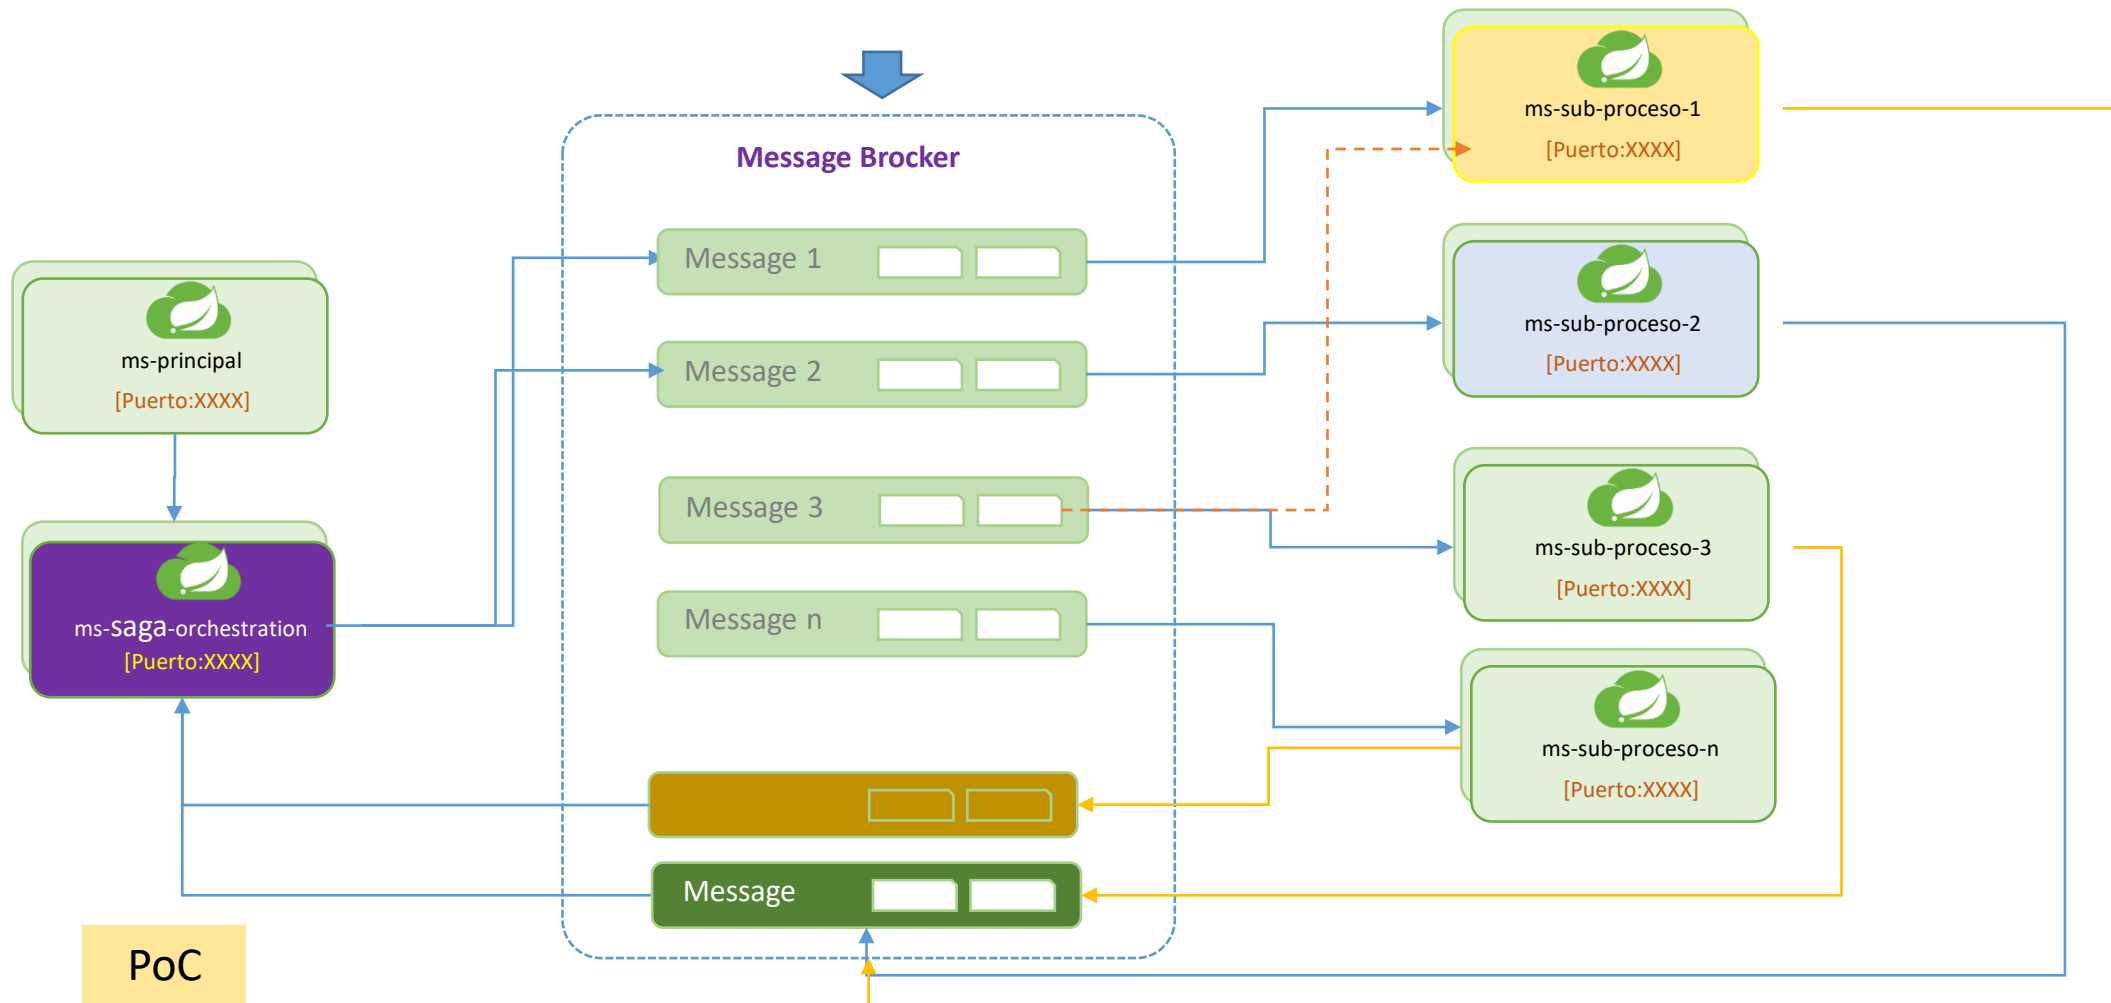 Message Brocker
ms-principal
[Puerto:XXXX]
ms-saga-orchestration
[Puerto:XXXX]
Message 1
Message 2
Message 3
Message n
Message
ms-sub-proceso-1
[Puerto:XXXX]
ms-sub-proceso-2
[Puerto:XXXX]
ms-sub-proceso-3
[Puerto:XXXX]
ms-sub-proceso-n
[Puerto:XXXX]
PoC